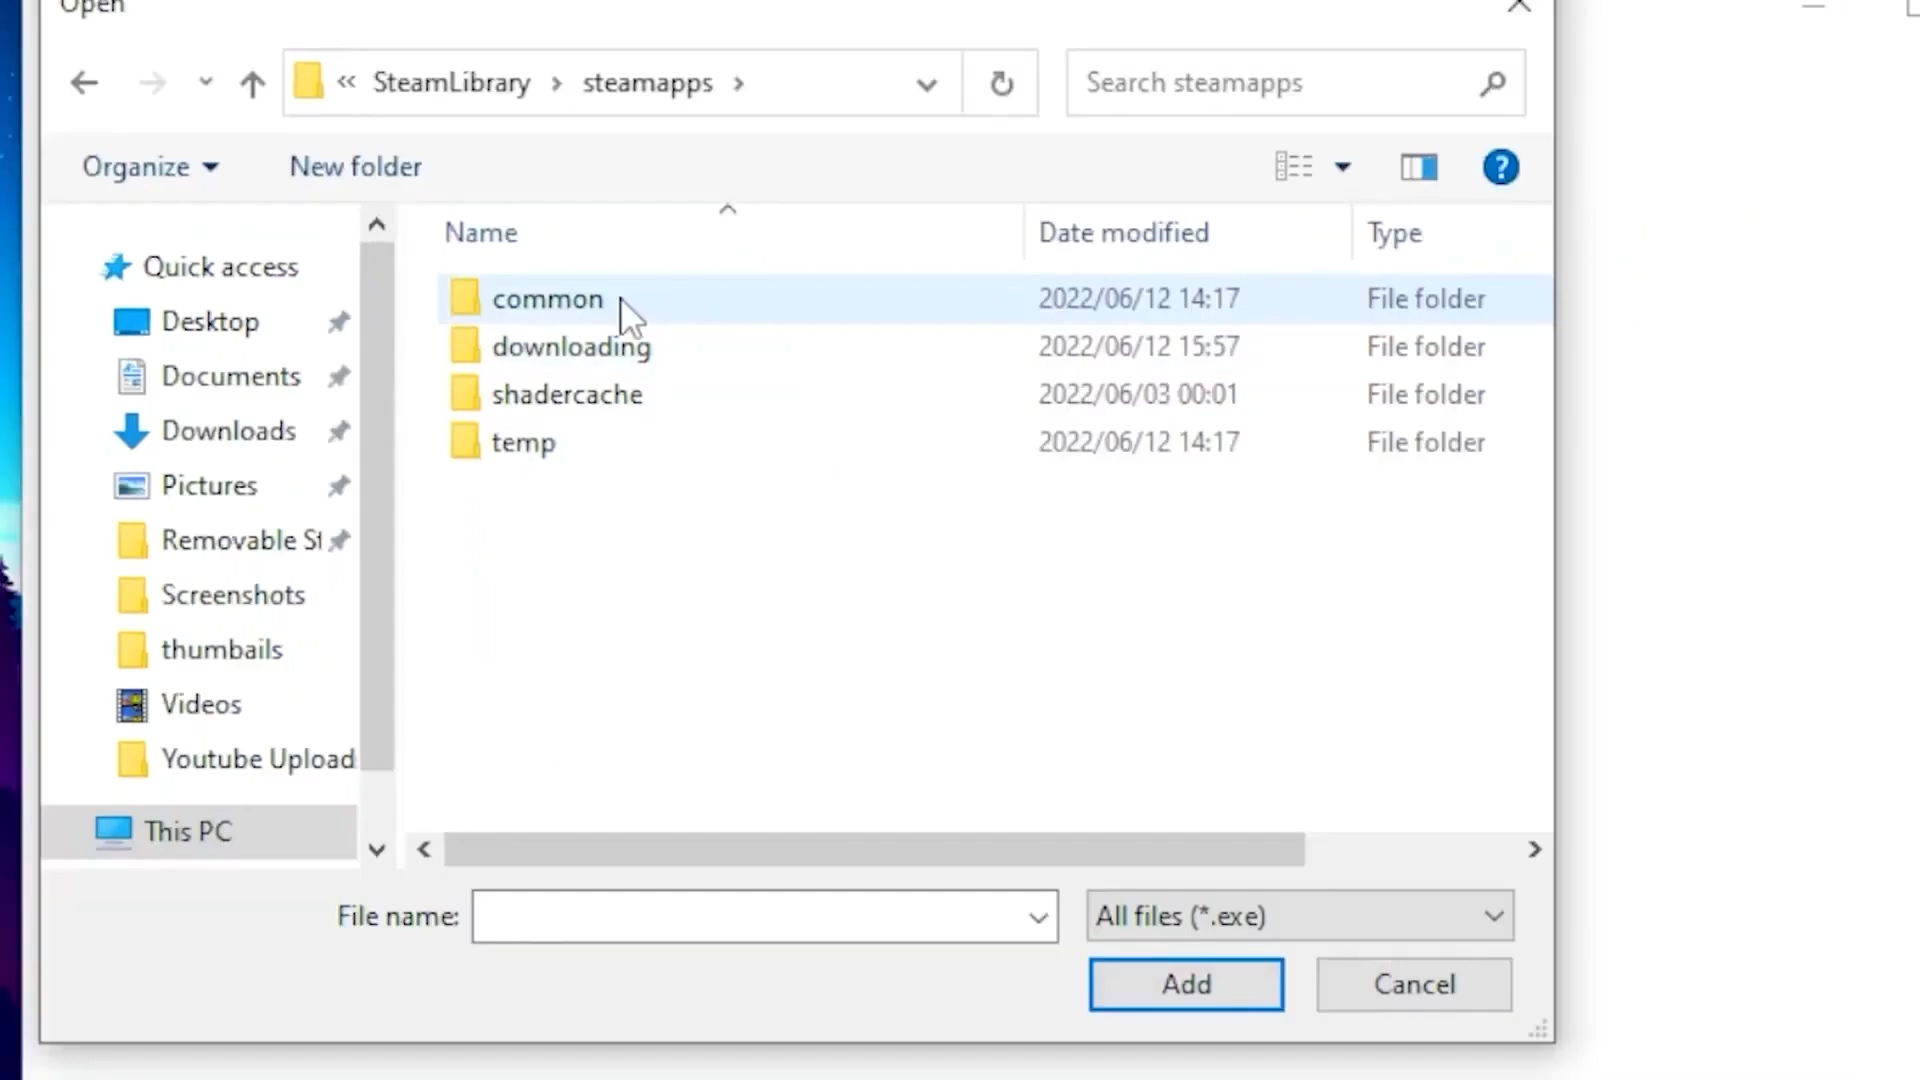 Open
« SteamLibrary > steamapps >
Search steamapps
Organize
New folder
?
Name
Date modified
Type
Quick access
Desktop
Documents
Downloads
Pictures
Removable St
Screenshots
thumbails
Videos
Youtube Upload
This PC
common 2022/06/12 14:17 File folder
downloading 2022/06/12 15:57 File folder
shadercache 2022/06/03 00:01 File folder
temp 2022/06/12 14:17 File folder
File name:
All files (*.exe)
Add
Cancel